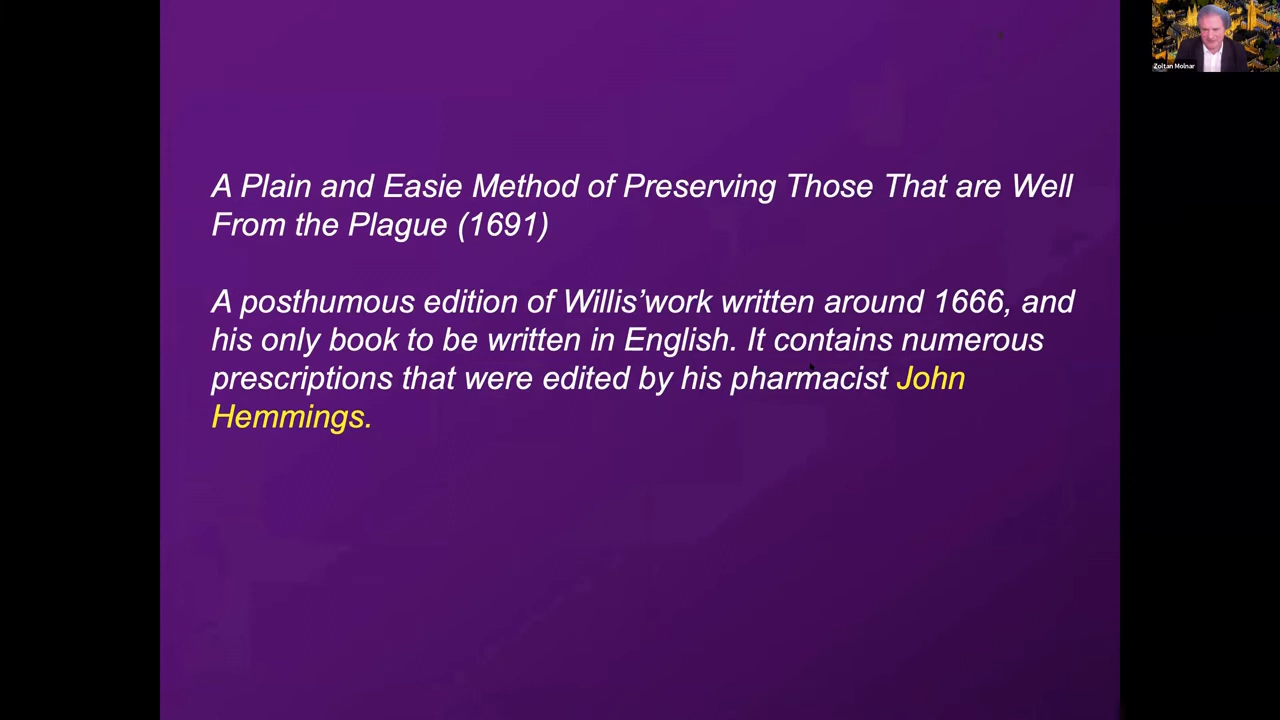 Zoltan Molnar
A Plain and Easie Method of Preserving Those That are Well
From the Plague (1691)
A posthumous edition of Willis’work written around 1666, and
his only book to be written in English. It contains numerous
prescriptions that were edited by his pharmacist John
Hemmings.